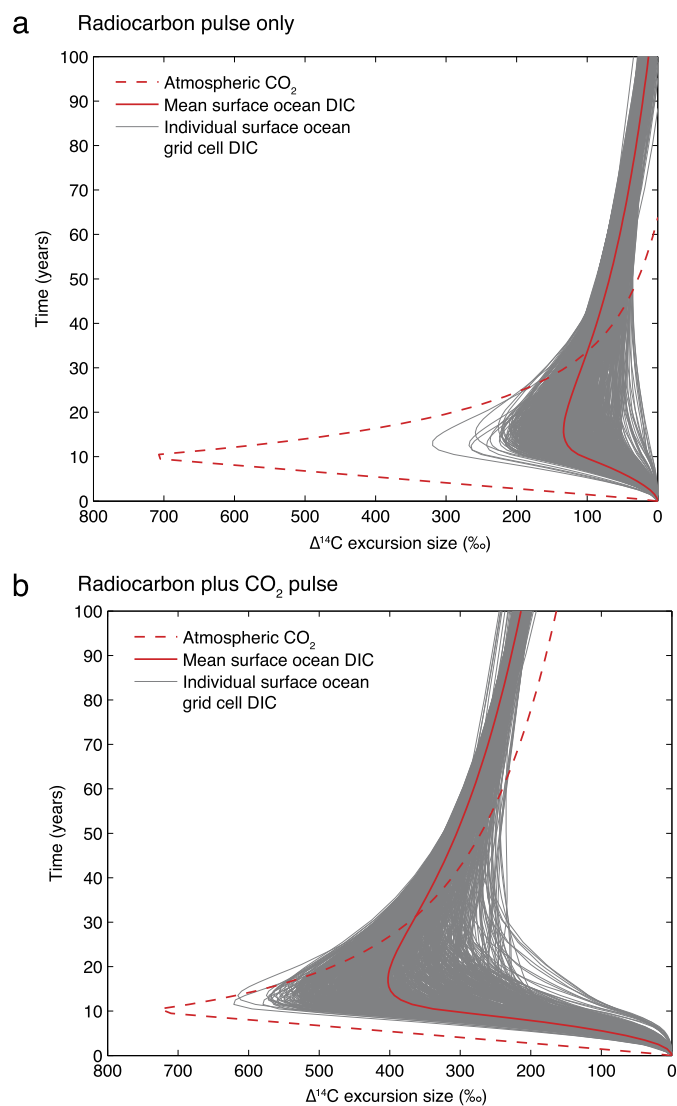 a Radiocarbon pulse only
100
90
80
70
60
50
40
30
20
10
0
Time (years)
Atmospheric CO₂
Mean surface ocean DIC
Individual surface ocean
grid cell DIC
800 700 600 500 400 300 200 100 0
Δ¹⁴C excursion size (‰)
b Radiocarbon plus CO₂ pulse
100
90
80
70
60
50
40
30
20
10
0
Time (years)
Atmospheric CO₂
Mean surface ocean DIC
Individual surface ocean
grid cell DIC
800 700 600 500 400 300 200 100 0
Δ¹⁴C excursion size (‰)